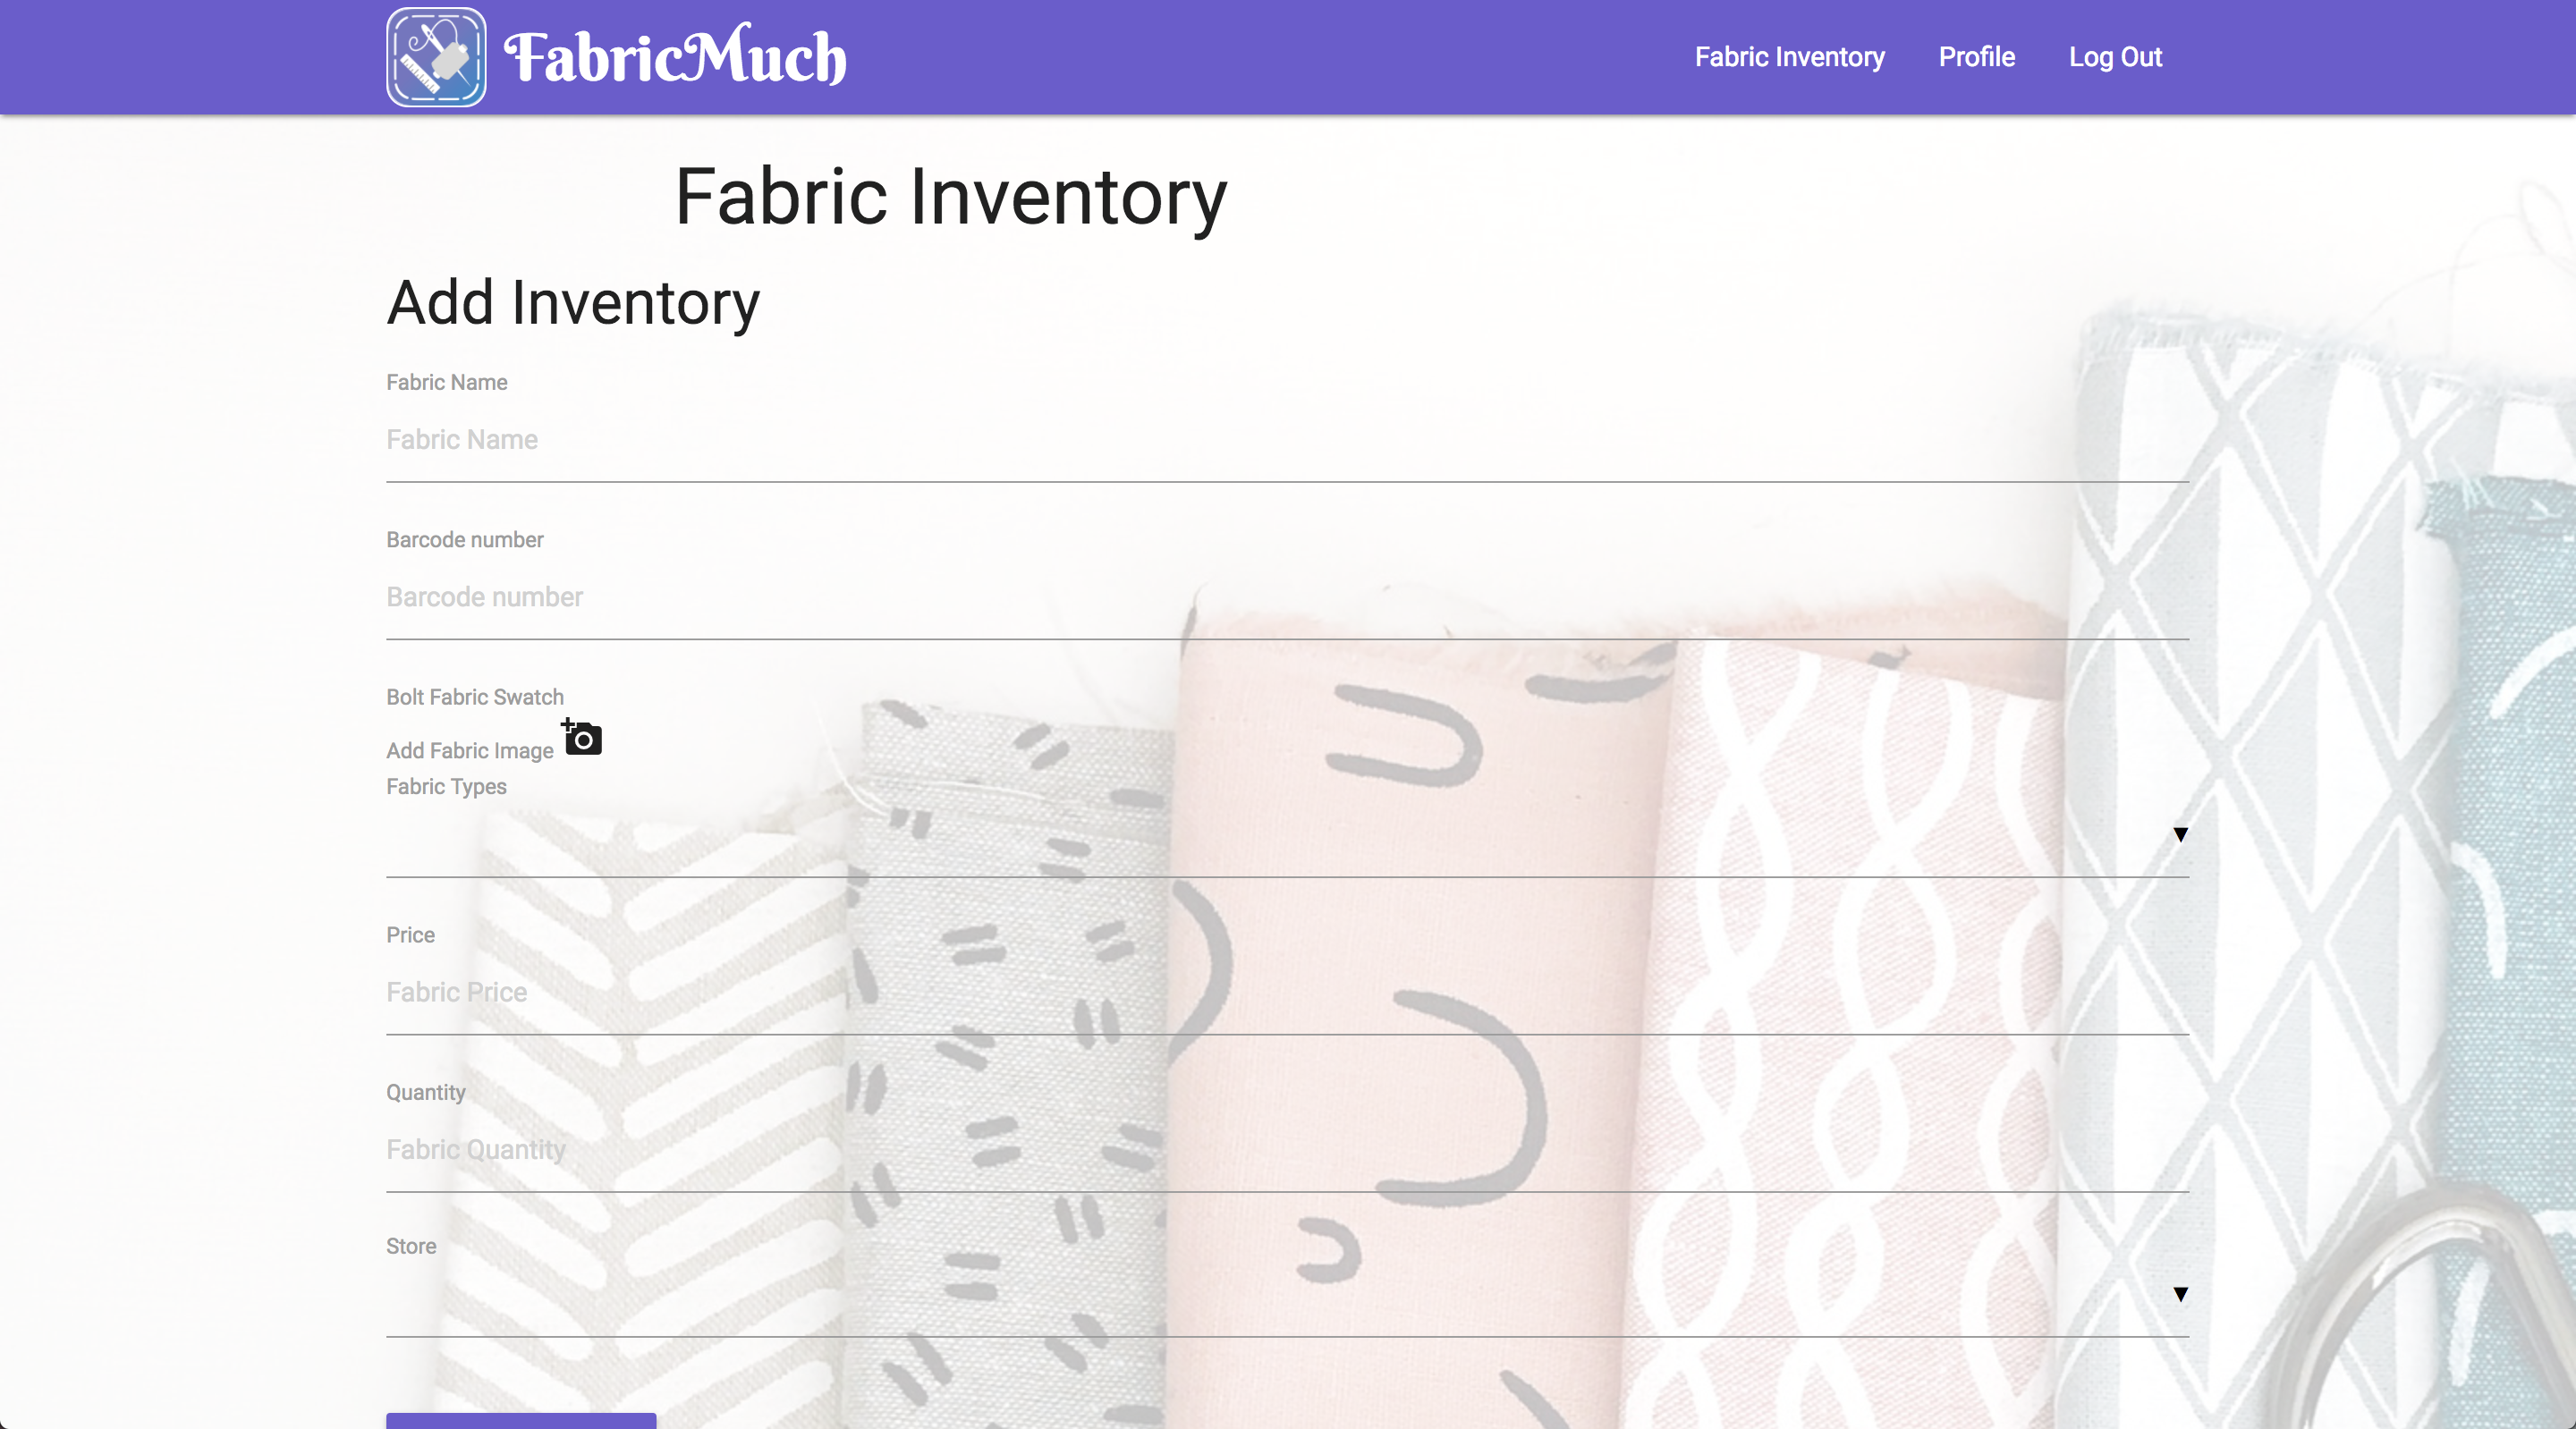 FabricMuch
Fabric Inventory Profile Log Out
Fabric Inventory
Add Inventory
Fabric Name
Fabric Name
Barcode number
Barcode number
Bolt Fabric Swatch
Add Fabric Image
Fabric Types
Price
Fabric Price
Quantity
Fabric Quantity
Store